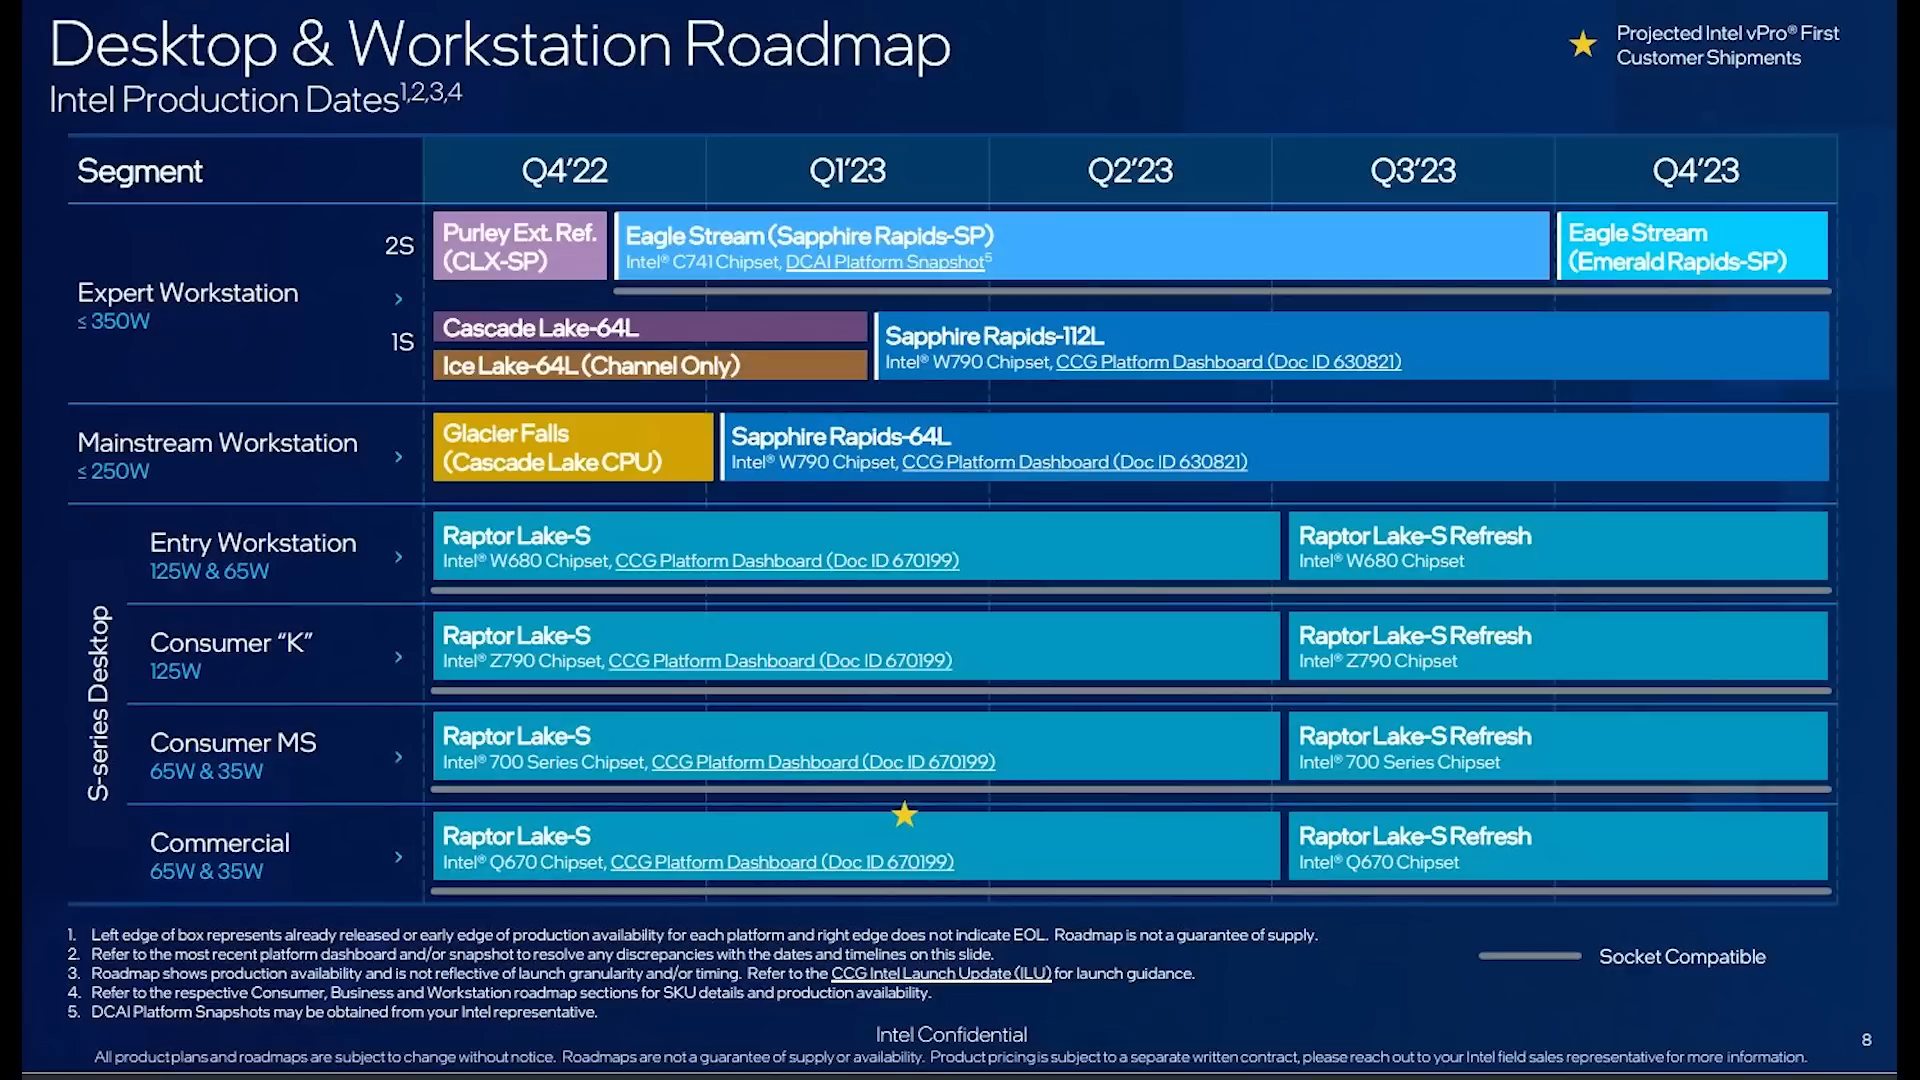 Desktop & Workstation Roadmap
Intel Production Dates1,2,3,4
Projected Intel vPro® First
Customer Shipments
Segment
Q4'22
Q1'23
Q2'23
Q3'23
Q4'23
Expert Workstation
≤ 350W
2S
Purley Ext. Ref.
(CLX-SP)
Eagle Stream (Sapphire Rapids-SP)
Intel® C741 Chipset, DCAI Platform Snapshot5
Eagle Stream
(Emerald Rapids-SP)
1S
Cascade Lake-64L
Ice Lake-64L (Channel Only)
Sapphire Rapids-112L
Intel® W790 Chipset, CCG Platform Dashboard (Doc ID 630821)
Mainstream Workstation
≤ 250W
Glacier Falls
(Cascade Lake CPU)
Sapphire Rapids-64L
Intel® W790 Chipset, CCG Platform Dashboard (Doc ID 630821)
S-series Desktop
Entry Workstation
125W & 65W
Raptor Lake-S
Intel® W680 Chipset, CCG Platform Dashboard (Doc ID 670199)
Raptor Lake-S Refresh
Intel® W680 Chipset
Consumer “K”
125W
Raptor Lake-S
Intel® Z790 Chipset, CCG Platform Dashboard (Doc ID 670199)
Raptor Lake-S Refresh
Intel® Z790 Chipset
Consumer MS
65W & 35W
Raptor Lake-S
Intel® 700 Series Chipset, CCG Platform Dashboard (Doc ID 670199)
Raptor Lake-S Refresh
Intel® 700 Series Chipset
Commercial
65W & 35W
Raptor Lake-S
Intel® Q670 Chipset, CCG Platform Dashboard (Doc ID 670199)
Raptor Lake-S Refresh
Intel® Q670 Chipset
1. Left edge of box represents already released or early edge of production availability for each platform and right edge does not indicate EOL. Roadmap is not a guarantee of supply.
2. Refer to the most recent platform dashboard and/or snapshot to resolve any discrepancies with the dates and timelines on this slide.
3. Roadmap shows production availability and is not reflective of launch granularity and/or timing. Refer to the CCG Intel Launch Update (ILU) for launch guidance.
4. Refer to the respective Consumer, Business and Workstation roadmap sections for SKU details and production availability.
5. DCAI Platform Snapshots may be obtained from your Intel representative.
Socket Compatible
Intel Confidential
8
All product plans and roadmaps are subject to change without notice. Roadmaps are not a guarantee of supply or availability. Product pricing is subject to a separate written contract, please reach out to your Intel field sales representative for more information.